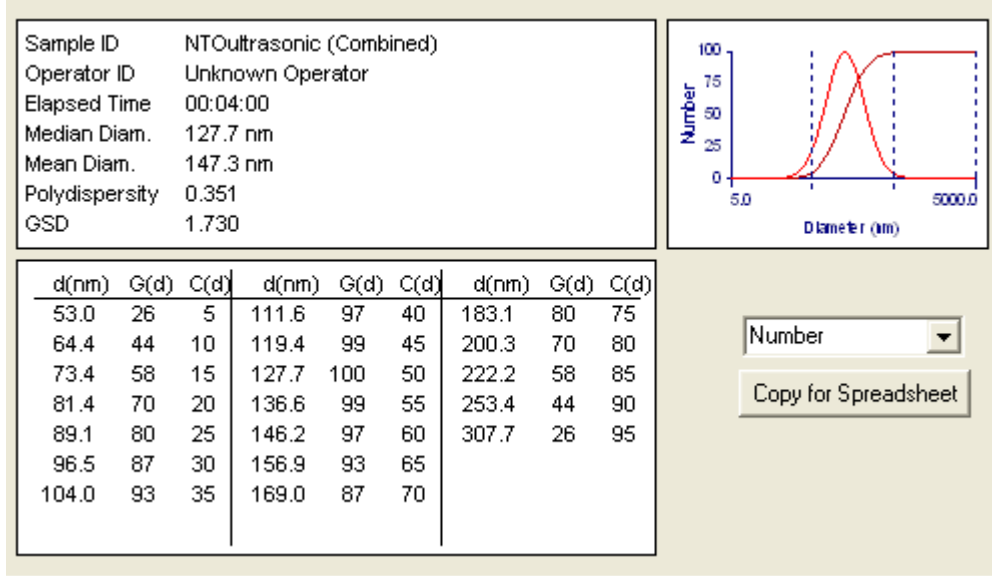 Sample ID NTOultrasonic (Combined)
Operator ID Unknown Operator
Elapsed Time 00:04:00
Median Diam. 127.7 nm
Mean Diam. 147.3 nm
Polydispersity 0.351
GSD 1.730
100
75
50
25
0
Number
5.0 5000.0
Diameter (nm)
d(nm) G(d) C(d) d(nm) G(d) C(d) d(nm) G(d) C(d)
53.0 26 5 111.6 97 40 183.1 80 75
64.4 44 10 119.4 99 45 200.3 70 80
73.4 58 15 127.7 100 50 222.2 58 85
81.4 70 20 136.6 99 55 253.4 44 90
89.1 80 25 146.2 97 60 307.7 26 95
96.5 87 30 156.9 93 65
104.0 93 35 169.0 87 70
Number
Copy for Spreadsheet